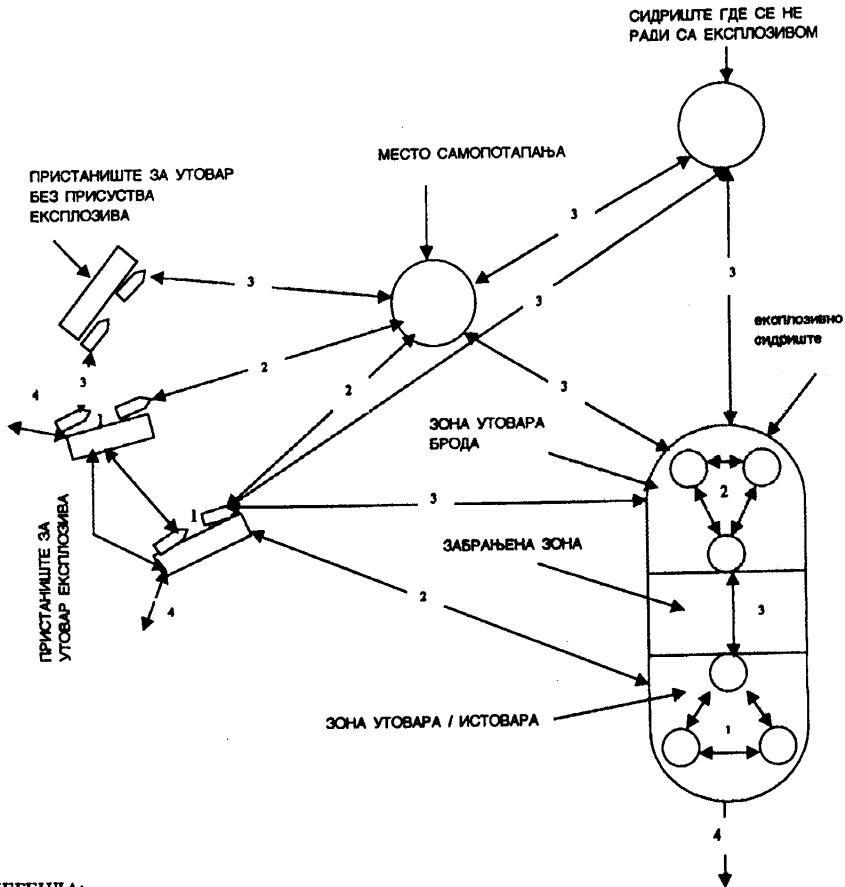 СИДРИШТЕ ГДЕ СЕ НЕ
РАДИ СА ЕКСПЛОЗИВОМ
МЕСТО САМОПОТАПАЊА
ПРИСТАНИШТЕ ЗА УТОВАР
БЕЗ ПРИСУСТВА
ЕКСПЛОЗИВА
3
3
3
3
експлозивно
сидриште
4
3
2
2
3
ЗОНА УТОВАРА
БРОДА
1
2
1
3
ПРИСТАНИШТЕ ЗА
УТОВАР ЕКСПЛОЗИВА
ЗАБРАЊЕНА ЗОНА
4
2
3
ЗОНА УТОВАРА / ИСТОВАРА
1
4